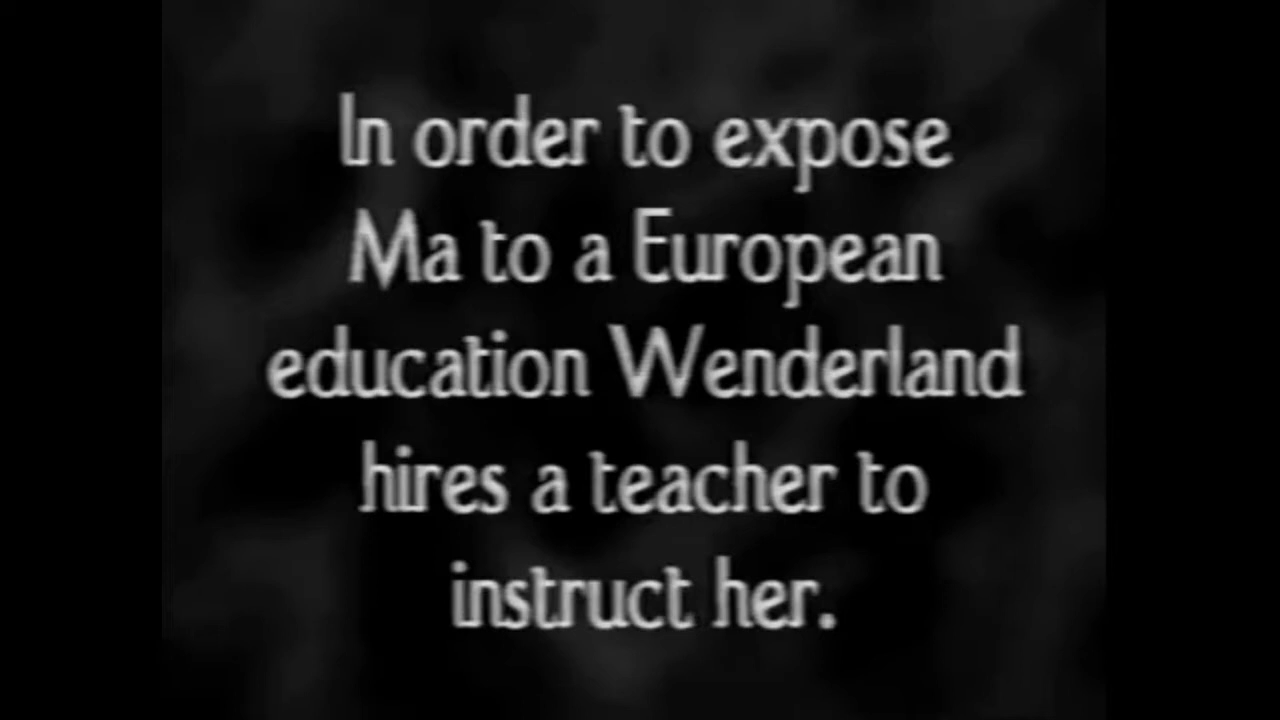 In order to expose
Ma to a European
education Wenderland
hires a teacher to
instruct her.